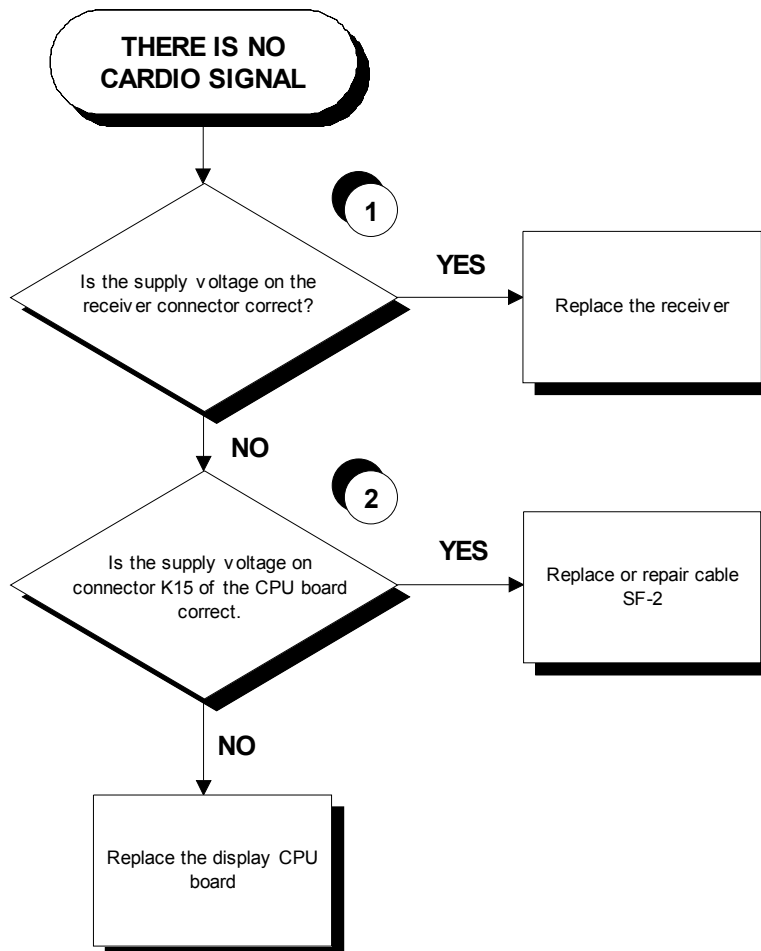 THERE IS NO
CARDIO SIGNAL
1
Is the supply voltage on the
receiver connector correct?
YES
Replace the receiver
NO
2
Is the supply voltage on
connector K15 of the CPU board
correct.
YES
Replace or repair cable
SF-2
NO
Replace the display CPU
board